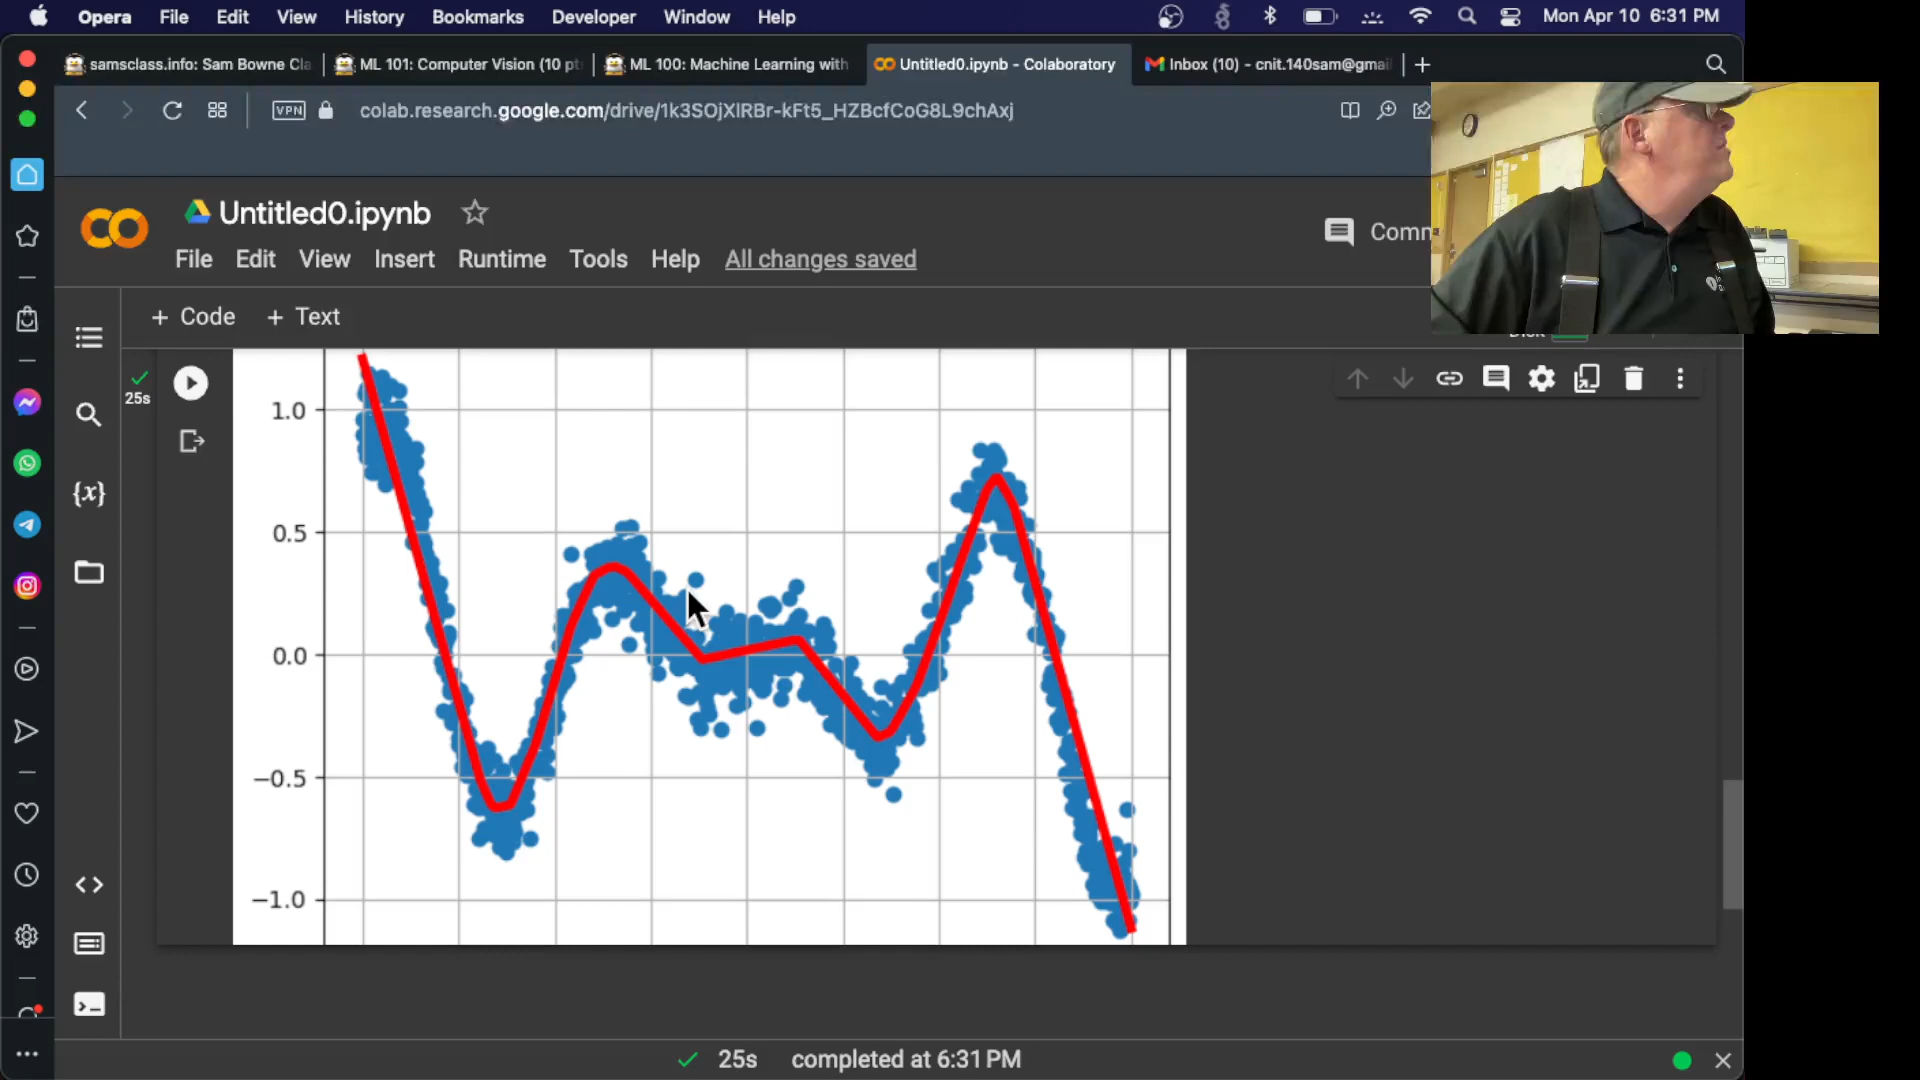 Opera File Edit View History Bookmarks Developer Window Help Mon Apr 10 6:31 PM
samsclass.info: Sam Bowne Cla ML 101: Computer Vision (10 pt ML 100: Machine Learning with Untitled0.ipynb - Colaboratory Inbox (10) - cnit.140sam@gmai
VPN colab.research.google.com/drive/1k3SOjXlRBr-kFt5_HZBcfCoG8L9chAxj
CO Untitled0.ipynb
Comm
File Edit View Insert Runtime Tools Help All changes saved
+ Code + Text
25s
{x}
1.0
0.5
0.0
−0.5
−1.0
25s completed at 6:31 PM